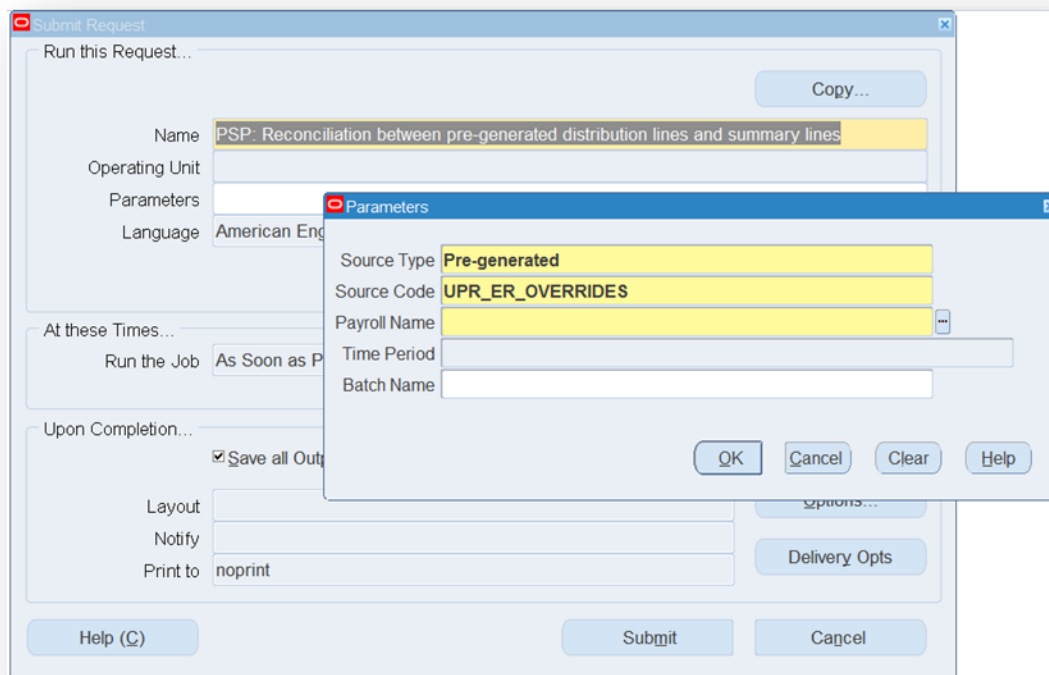 Submit Request
Run this Request...
Copy...
Name PSP: Reconciliation between pre-generated distribution lines and summary lines
Operating Unit
Parameters
Language American Eng
Parameters
Source Type Pre-generated
Source Code UPR_ER_OVERRIDES
Payroll Name
Time Period
Batch Name
OK Cancel Clear Help
At these Times...
Run the Job As Soon as P
Upon Completion...
Save all Outp
Layout
Options...
Notify
Delivery Opts
Print to noprint
Help (C) Submit Cancel